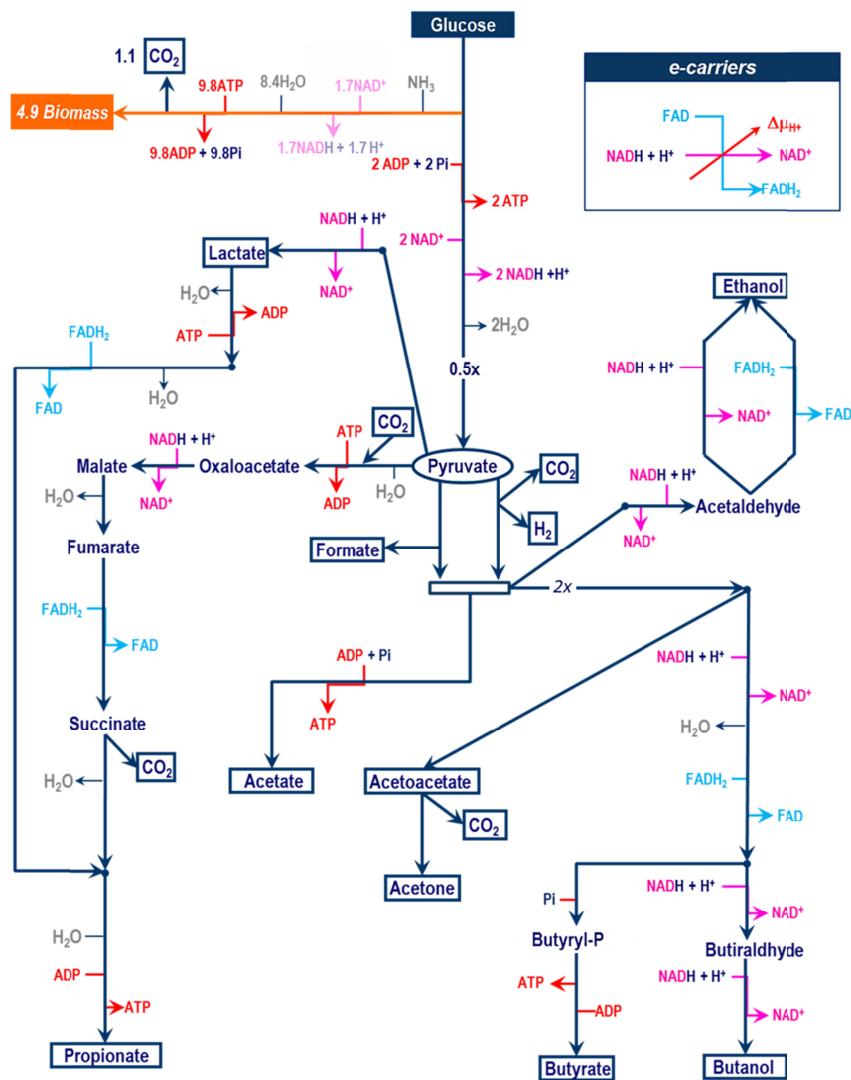 Glucose
1.1 CO₂
9.8ATP
8.4H₂O
1.7NAD⁺
NH₃
4.9 Biomass
9.8ADP + 9.8Pi
1.7NADH + 1.7 H⁺
e-carriers
FAD
Δμ_H+
NADH + H⁺
NAD⁺
FADH₂
2 ADP + 2 Pi
2 ATP
2 NAD⁺
2 NADH +H⁺
2H₂O
0.5x
NADH + H⁺
Lactate
NAD⁺
H₂O
ADP
ATP
FADH₂
FAD
H₂O
Ethanol
NADH + H⁺
FADH₂
NAD⁺
FAD
NADH + H⁺
Acetaldehyde
NAD⁺
CO₂
ATP
NADH + H⁺
Malate
Oxaloacetate
Pyruvate
NAD⁺
ADP
H₂O
CO₂
H₂
H₂O
Fumarate
Formate
2x
FADH₂
FAD
ADP + Pi
ATP
NADH + H⁺
NAD⁺
H₂O
FADH₂
FAD
Succinate
CO₂
H₂O
Acetate
Acetoacetate
CO₂
Acetone
Pi
NADH + H⁺
NAD⁺
Butyryl-P
Butiraldhyde
ATP
ADP
NADH + H⁺
NAD⁺
H₂O
ADP
ATP
Propionate
Butyrate
Butanol